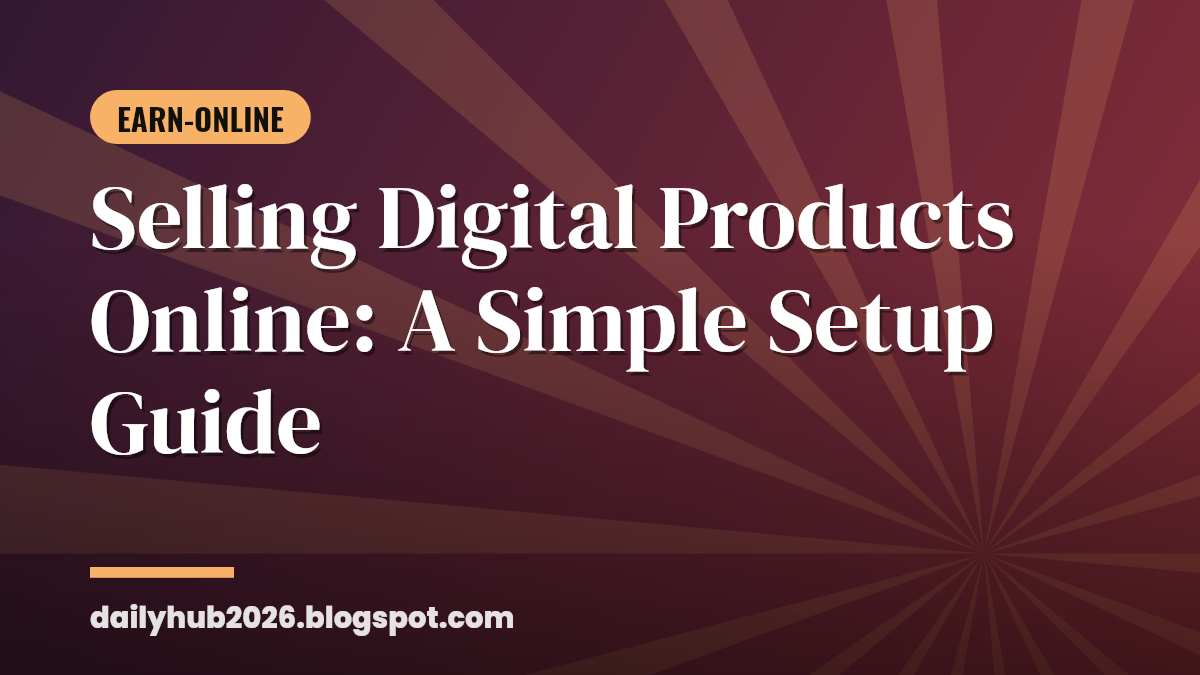 EARN-ONLINE
Selling Digital Products
Online: A Simple Setup
Guide
dailyhub2026.blogspot.com